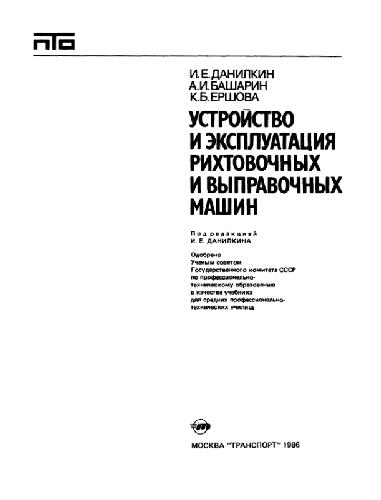 ПТО
И.Е.ДАНИЛКИН
А.И.БАШАРИН
К.Б.ЕРШОВА
УСТРОЙСТВО
И ЭКСПЛУАТАЦИЯ
РИХТОВОЧНЫХ
И ВЫПРАВОЧНЫХ
МАШИН
Под редакцией
И. Е. ДАНИЛКИНА
Одобрено
Ученым советом
Государственного комитета СССР
по профессионально-
техническому образованию
в качестве учебника
для средних профессионально-
технических училищ
МОСКВА "ТРАНСПОРТ" 1986